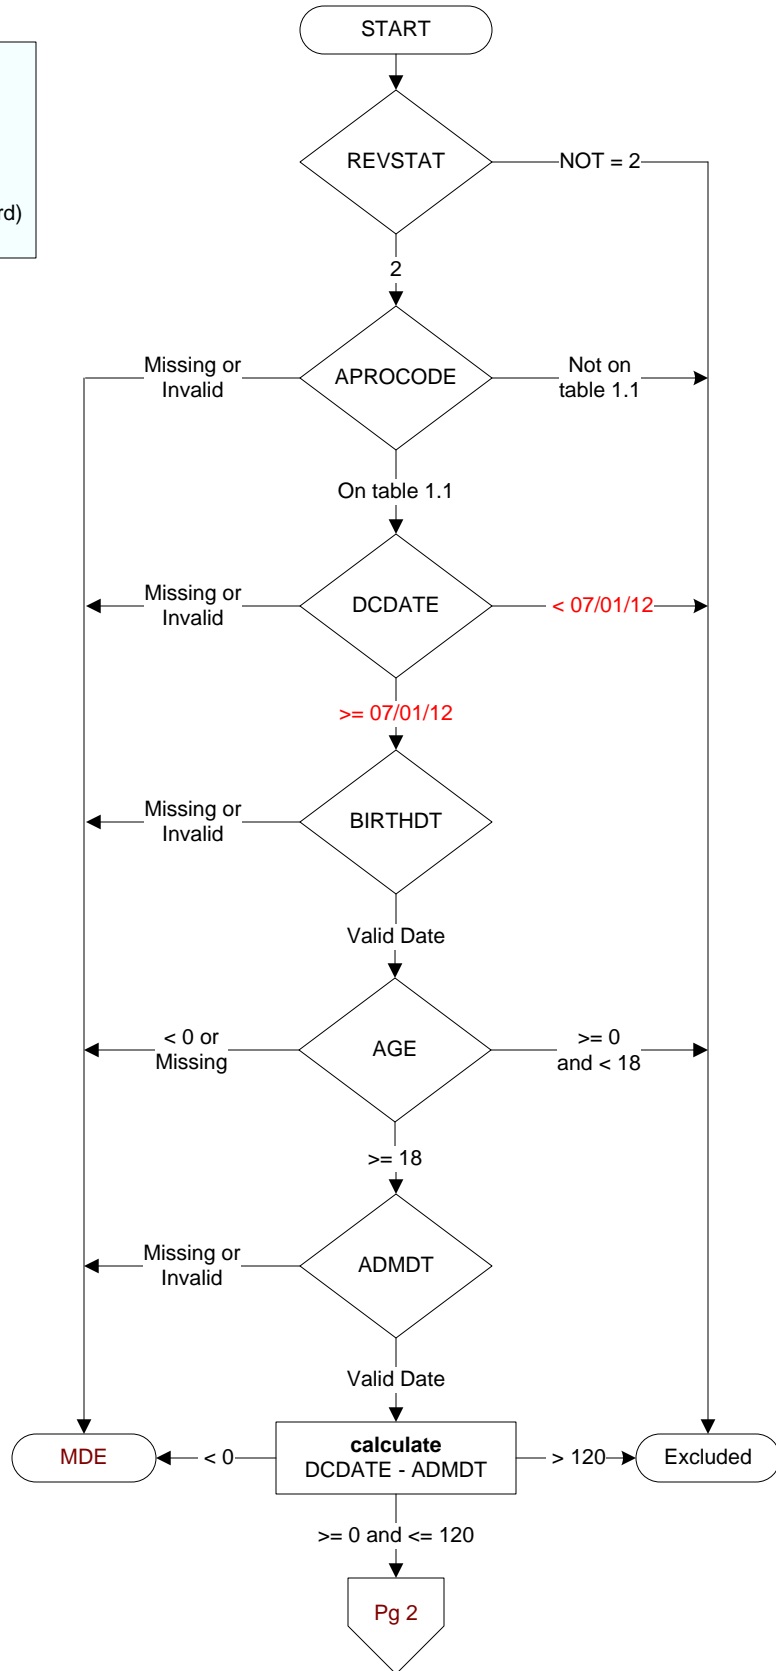 START
REVSTAT
NOT = 2
rd)
2
Missing or
Invalid
APROCODE
Not on
table 1.1
On table 1.1
Missing or
Invalid
DCDATE
< 07/01/12
>= 07/01/12
Missing or
Invalid
BIRTHDT
Valid Date
< 0 or
Missing
AGE
>= 0
and < 18
>= 18
Missing or
Invalid
ADMDT
Valid Date
MDE
< 0
calculate
DCDATE - ADMDT
> 120
Excluded
>= 0 and <= 120
Pg 2